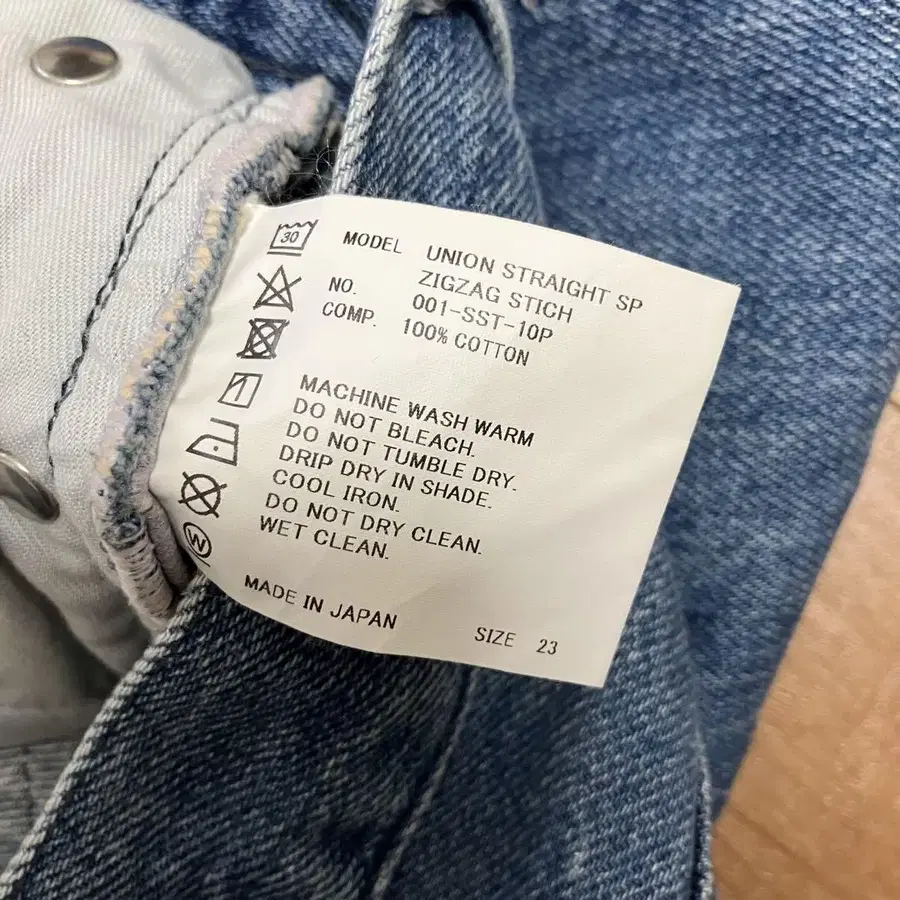 30
MODEL UNION STRAIGHT SP
ZIGZAG STICH
NO. 001-SST-10P
COMP. 100% COTTON
MACHINE WASH WARM
DO NOT BLEACH.
DO NOT TUMBLE DRY.
DRIP DRY IN SHADE.
COOL IRON.
DO NOT DRY CLEAN.
WET CLEAN.
W
MADE IN JAPAN
SIZE 23